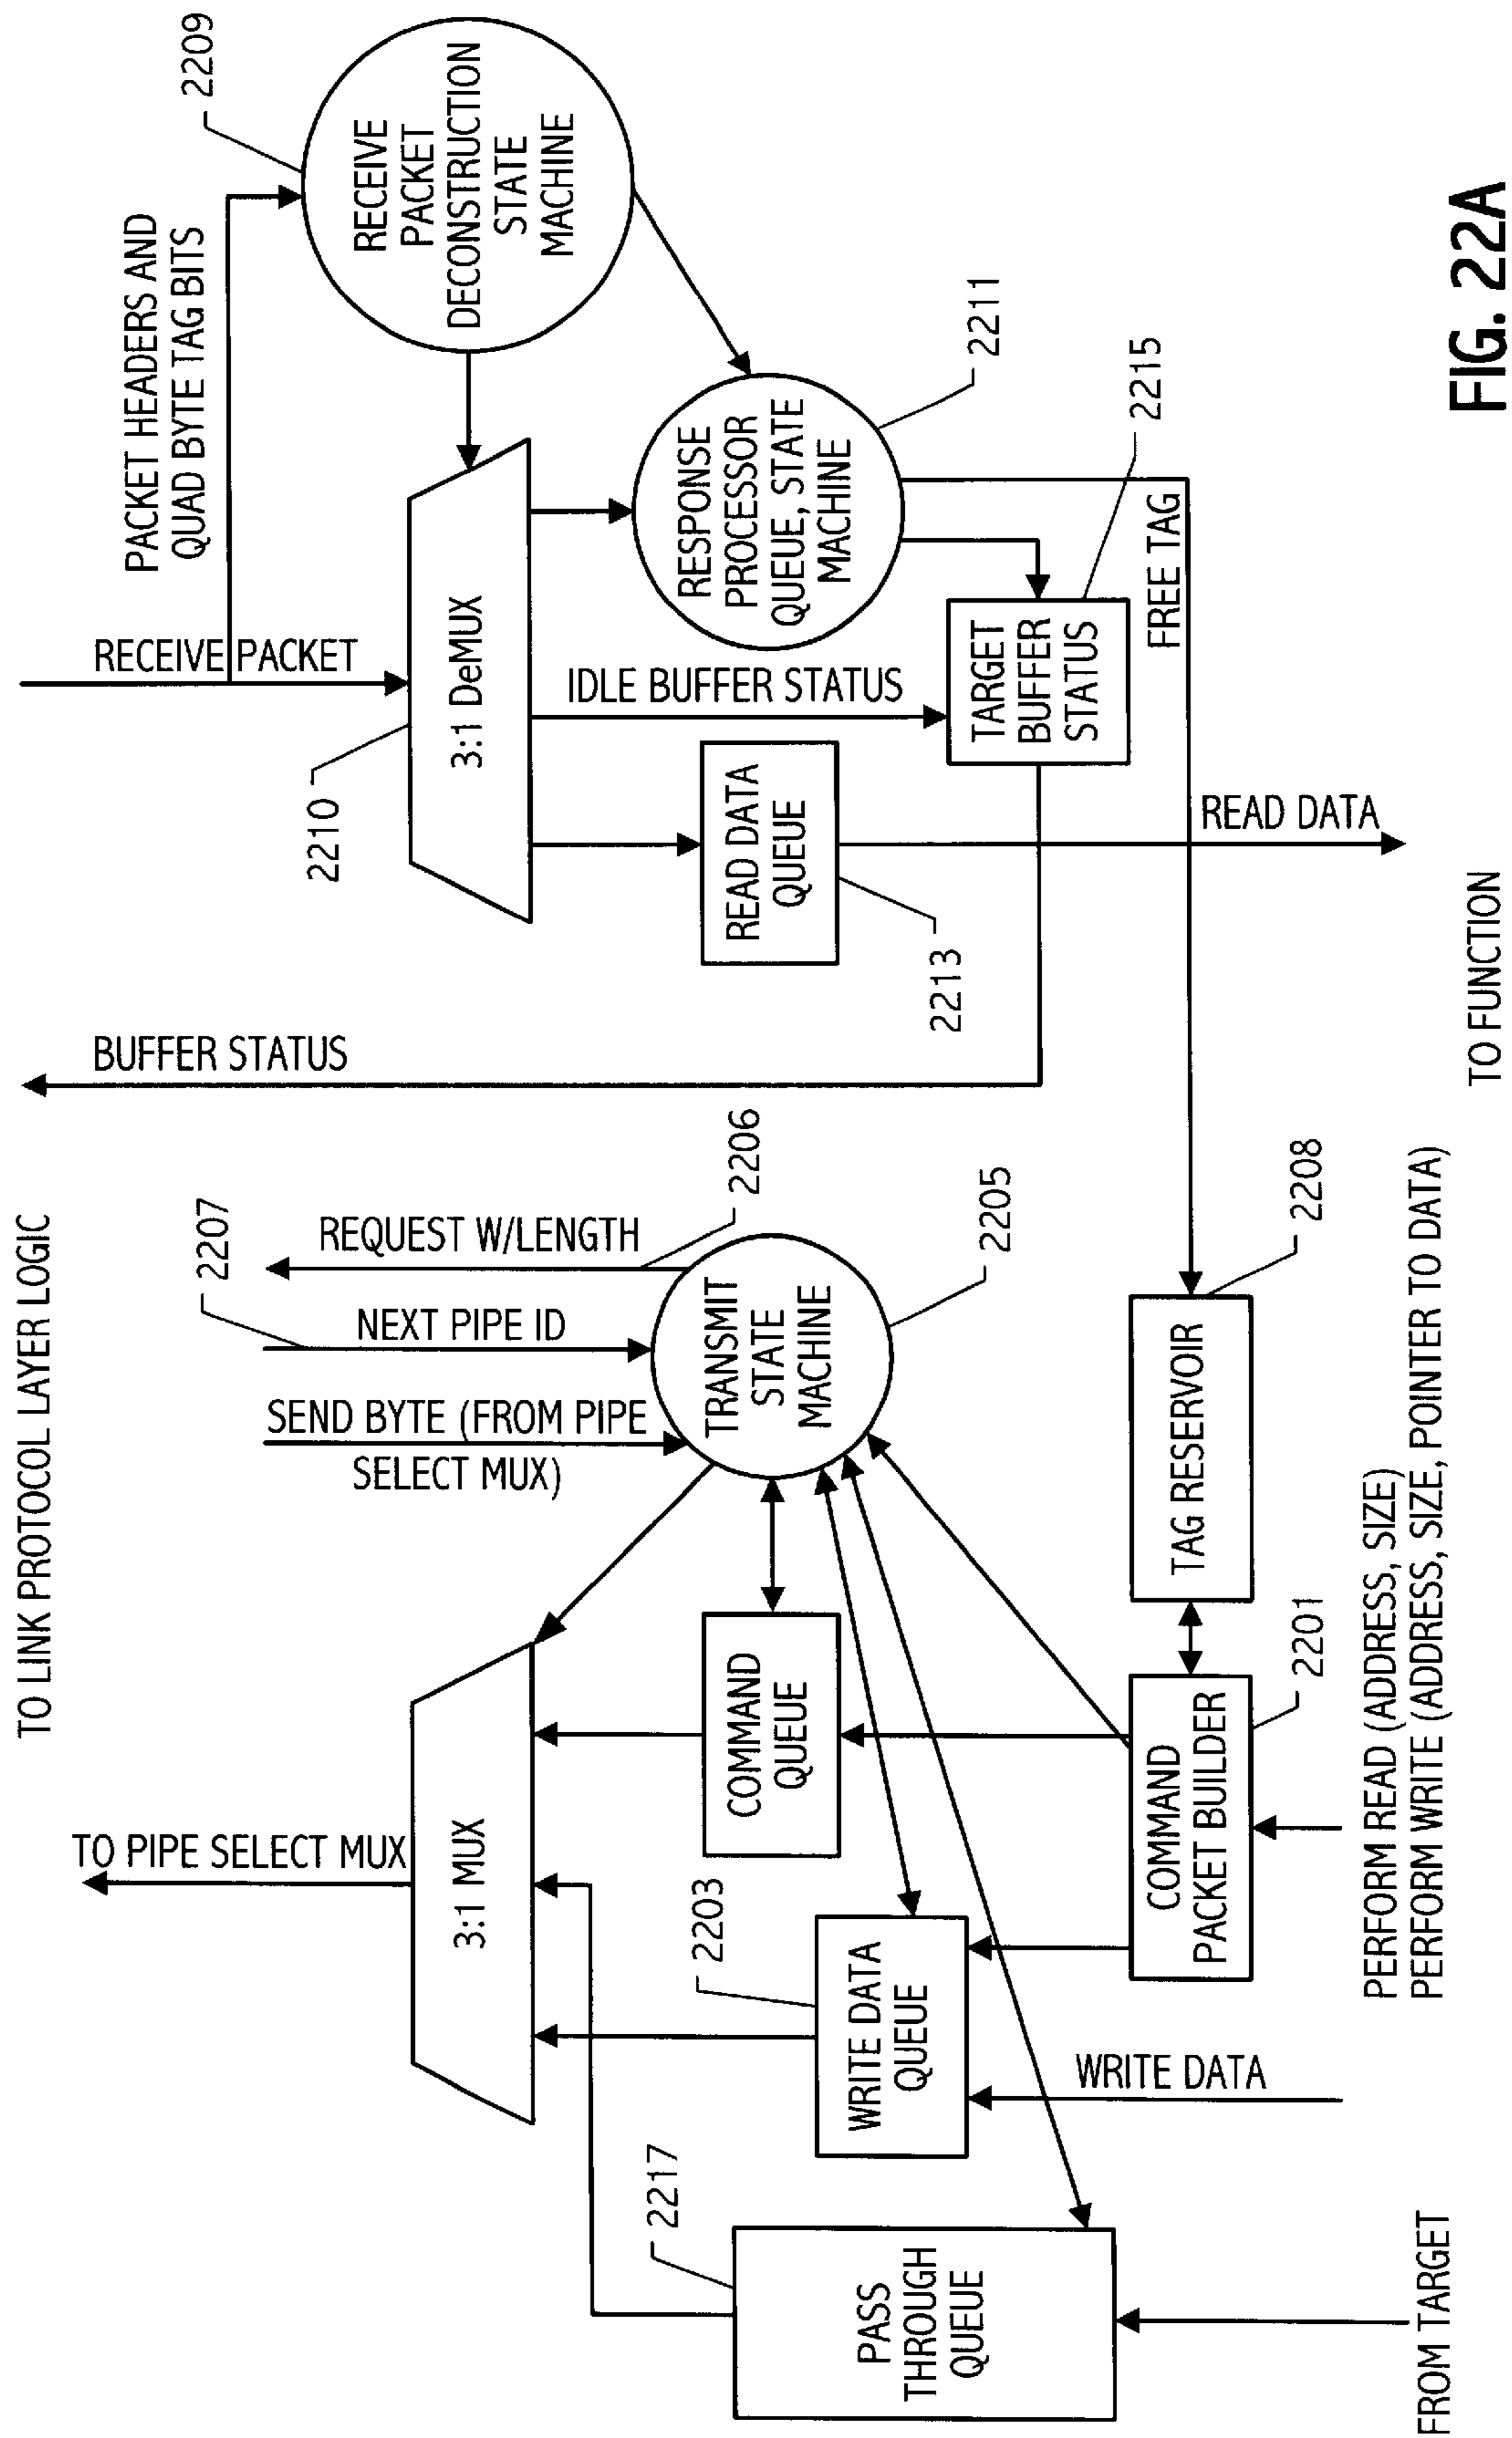 TO LINK PROTOCOL LAYER LOGIC
TO PIPE SELECT MUX
BUFFER STATUS
RECEIVE PACKET
PACKET HEADERS AND
QUAD BYTE TAG BITS
2209
RECEIVE
PACKET
DECONSTRUCTION
STATE
MACHINE
2207
REQUEST W/LENGTH
NEXT PIPE ID
SEND BYTE (FROM PIPE
SELECT MUX)
2206
TRANSMIT
STATE
MACHINE
2205
3:1 MUX
2210
3:1 DeMUX
IDLE BUFFER STATUS
RESPONSE
PROCESSOR
QUEUE, STATE
MACHINE
2211
2217
PASS
THROUGH
QUEUE
2203
WRITE DATA
QUEUE
COMMAND
QUEUE
READ DATA
QUEUE
2213
TARGET
BUFFER
STATUS
2215
WRITE DATA
COMMAND
PACKET BUILDER
2201
TAG RESERVOIR
2208
FREE TAG
READ DATA
FROM TARGET
PERFORM READ (ADDRESS, SIZE)
PERFORM WRITE (ADDRESS, SIZE, POINTER TO DATA)
TO FUNCTION
FIG. 22A